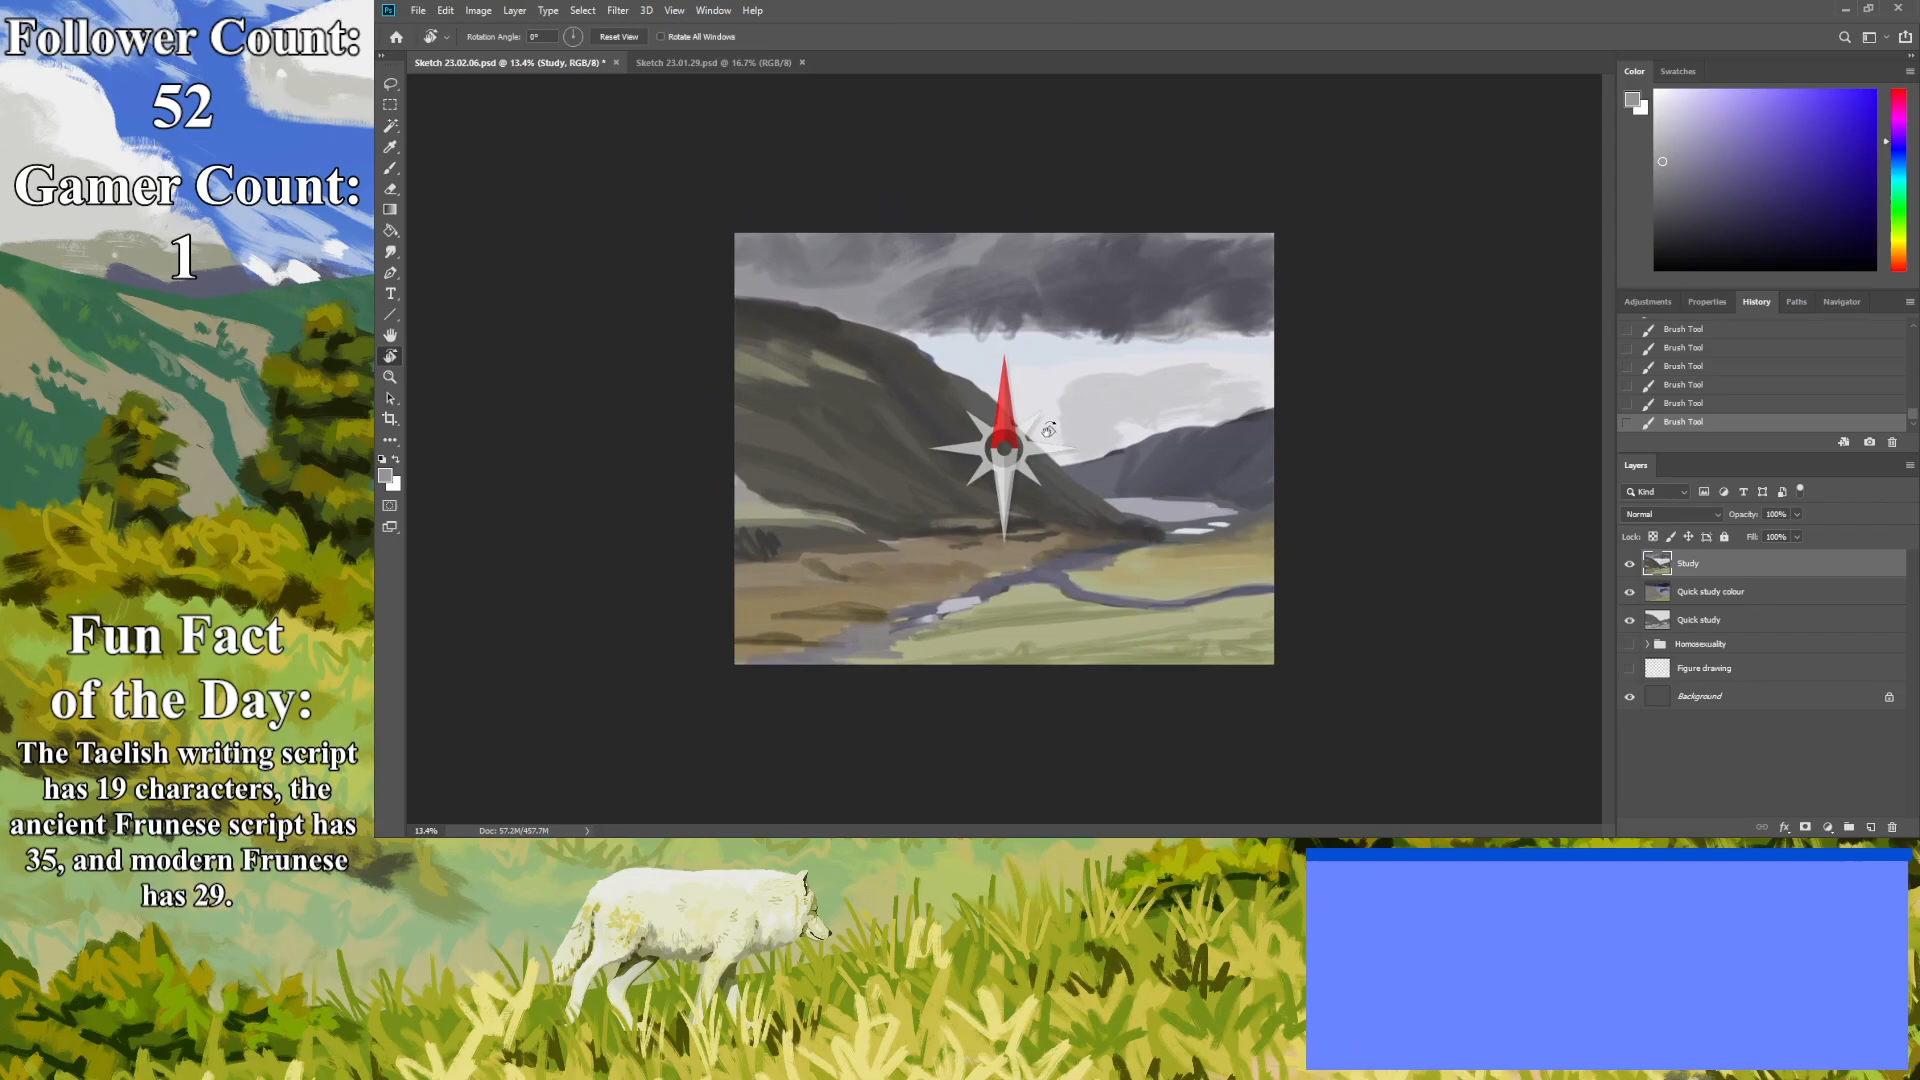 Follower Count:
52
Gamer Count:
1
Fun Fact
of the Day:
The Taelish writing script
has 19 characters, the
ancient Frunese script has
35, and modern Frunese
has 29.
Ps File Edit Image Layer Type Select Filter 3D View Window Help
Rotation Angle: 0° Reset View Rotate All Windows
Sketch 23.02.06.psd @ 13.4% (Study, RGB/8) * × Sketch 23.01.29.psd @ 16.7% (RGB/8) ×
T
13.4% Doc: 57.2M/457.7M
Color Swatches
Adjustments Properties History Paths Navigator
Brush Tool
Brush Tool
Brush Tool
Brush Tool
Brush Tool
Brush Tool
Layers
Kind
Normal Opacity: 100%
Lock: Fill: 100%
Study
Quick study colour
Quick study
Homosexuality
Figure drawing
Background
fx